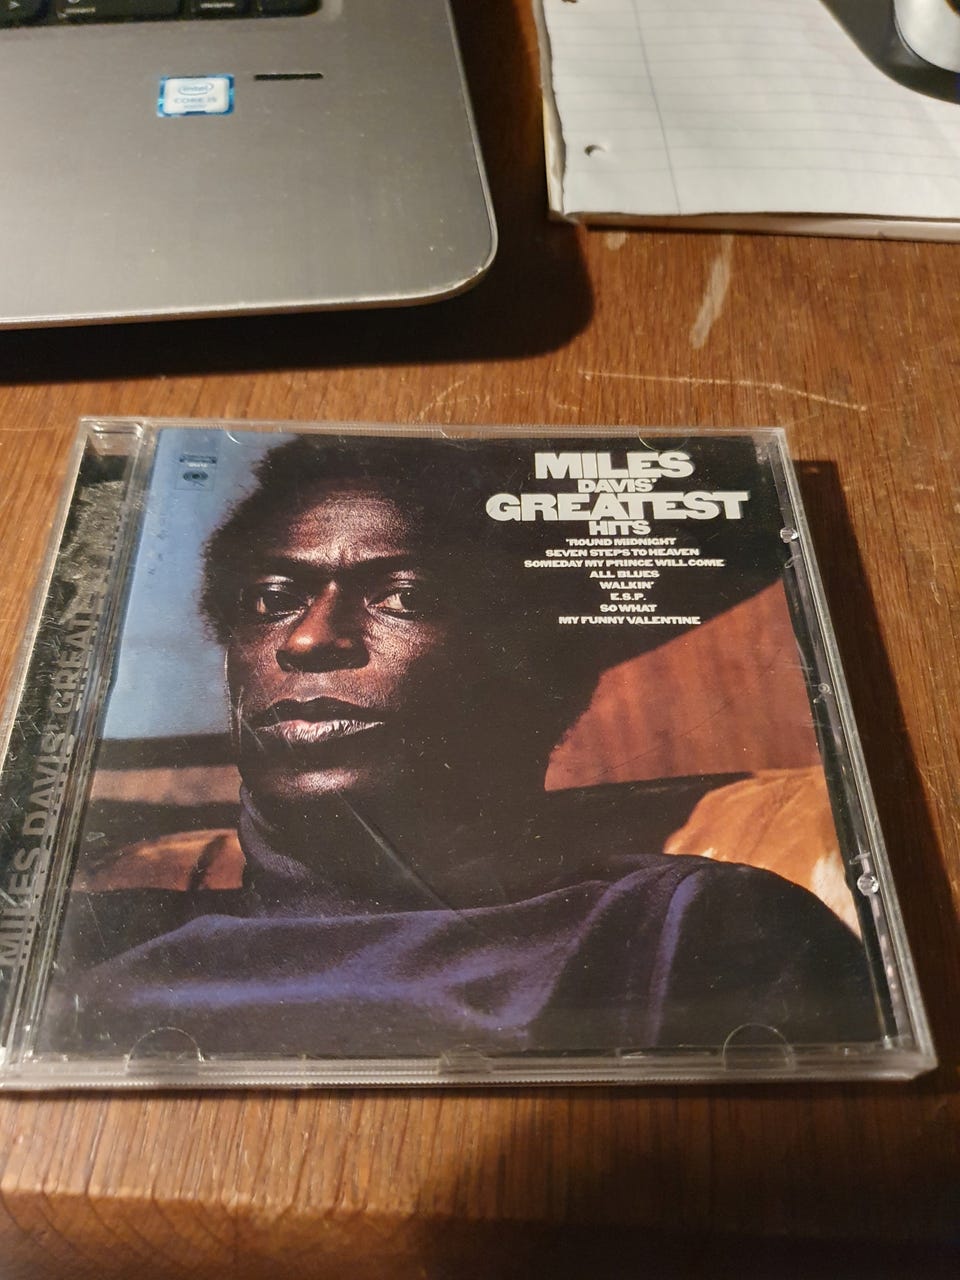 intel
CORE i5
MILES
DAVIS'
GREATEST
HITS
'ROUND MIDNIGHT
SEVEN STEPS TO HEAVEN
SOMEDAY MY PRINCE WILL COME
ALL BLUES
WALKIN'
E.S.P.
SO WHAT
MY FUNNY VALENTINE
MILES DAVIS' GREATEST